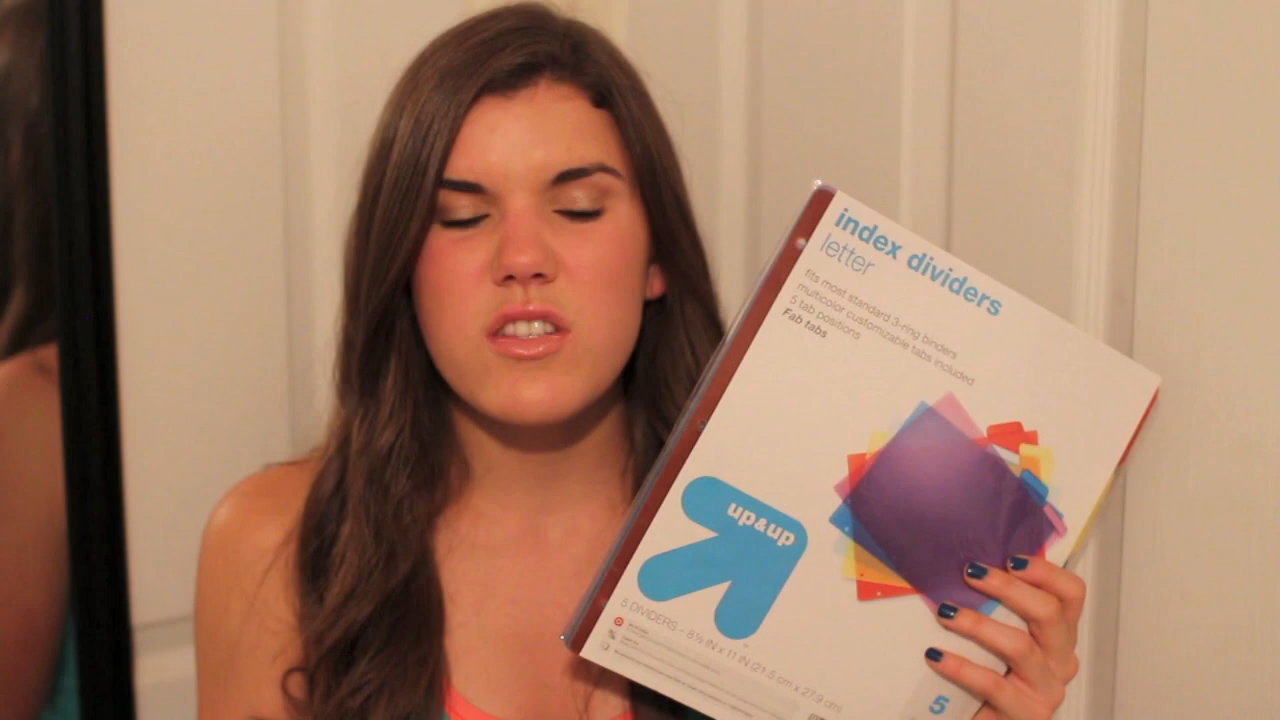 index dividers
letter
fits most standard 3-ring binders
multicolor customizable tabs included
5 tab positions
Fab tabs
up&up
5 DIVIDERS – 8½ IN x 11 IN (21.5 cm x 27.9 cm)
5